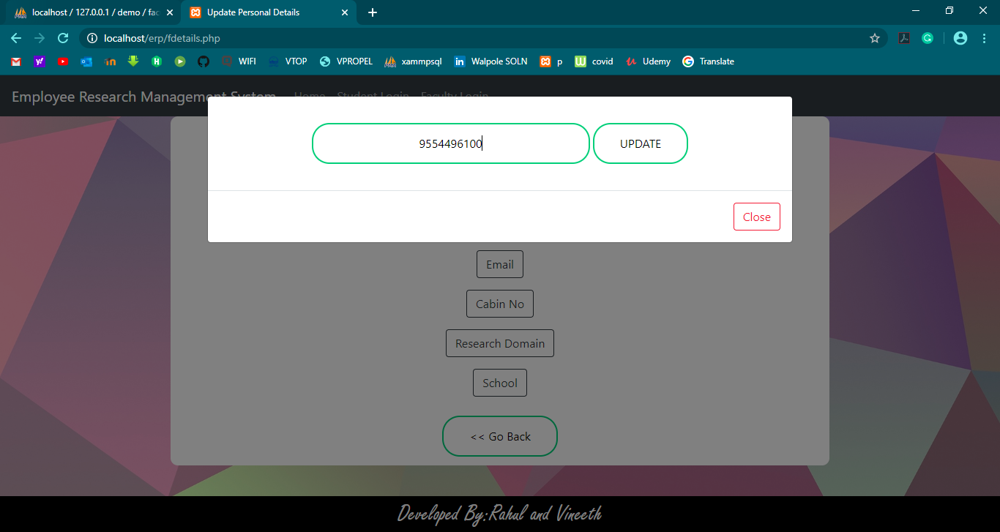 localhost / 127.0.0.1 / demo / fac
Update Personal Details
localhost/erp/fdetails.php
WIFI VTOP VPROPEL xammpsql Walpole SOLN p covid Udemy Translate
Employee Research Management System Home Student Login Faculty Login
9554496100 UPDATE
Close
Email
Cabin No
Research Domain
School
<< Go Back
Developed By:Rahul and Vineeth